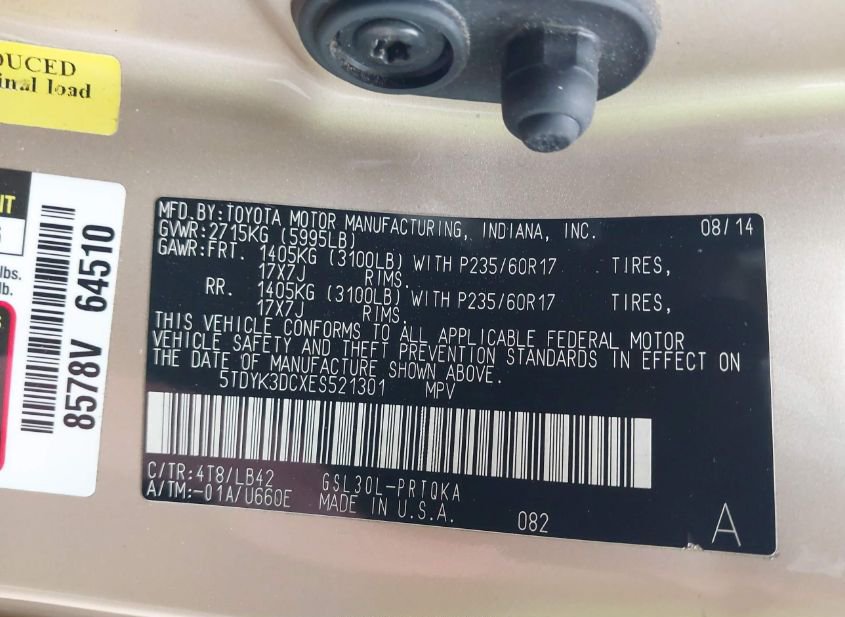 DUCED
inal load
NT
lbs.
lb.
8578V 64510
MFD. BY: TOYOTA MOTOR MANUFACTURING, INDIANA, INC. 08/14
GVWR: 2715KG (5995LB)
GAWR: FRT. 1405KG (3100LB) WITH P235/60R17 TIRES,
17X7J RIMS.
RR. 1405KG (3100LB) WITH P235/60R17 TIRES,
17X7J RIMS.
THIS VEHICLE CONFORMS TO ALL APPLICABLE FEDERAL MOTOR
VEHICLE SAFETY AND THEFT PREVENTION STANDARDS IN EFFECT ON
THE DATE OF MANUFACTURE SHOWN ABOVE.
5TDYK3DCXES521301 MPV
C/TR: 4T8/LB42 GSL30L-PRTQKA
A/TM:-01A/U660E MADE IN U.S.A. 082 A